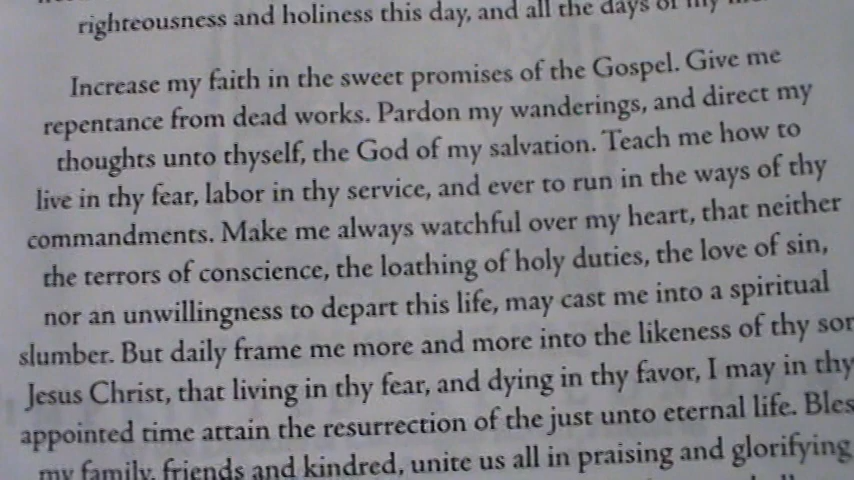 righteousness and holiness this day, and all the days of my
Increase my faith in the sweet promises of the Gospel. Give me
repentance from dead works. Pardon my wanderings, and direct my
thoughts unto thyself, the God of my salvation. Teach me how to
live in thy fear, labor in thy service, and ever to run in the ways of thy
commandments. Make me always watchful over my heart, that neither
the terrors of conscience, the loathing of holy duties, the love of sin,
nor an unwillingness to depart this life, may cast me into a spiritual
slumber. But daily frame me more and more into the likeness of thy son
Jesus Christ, that living in thy fear, and dying in thy favor, I may in thy
appointed time attain the resurrection of the just unto eternal life. Bles
my family, friends and kindred, unite us all in praising and glorifying